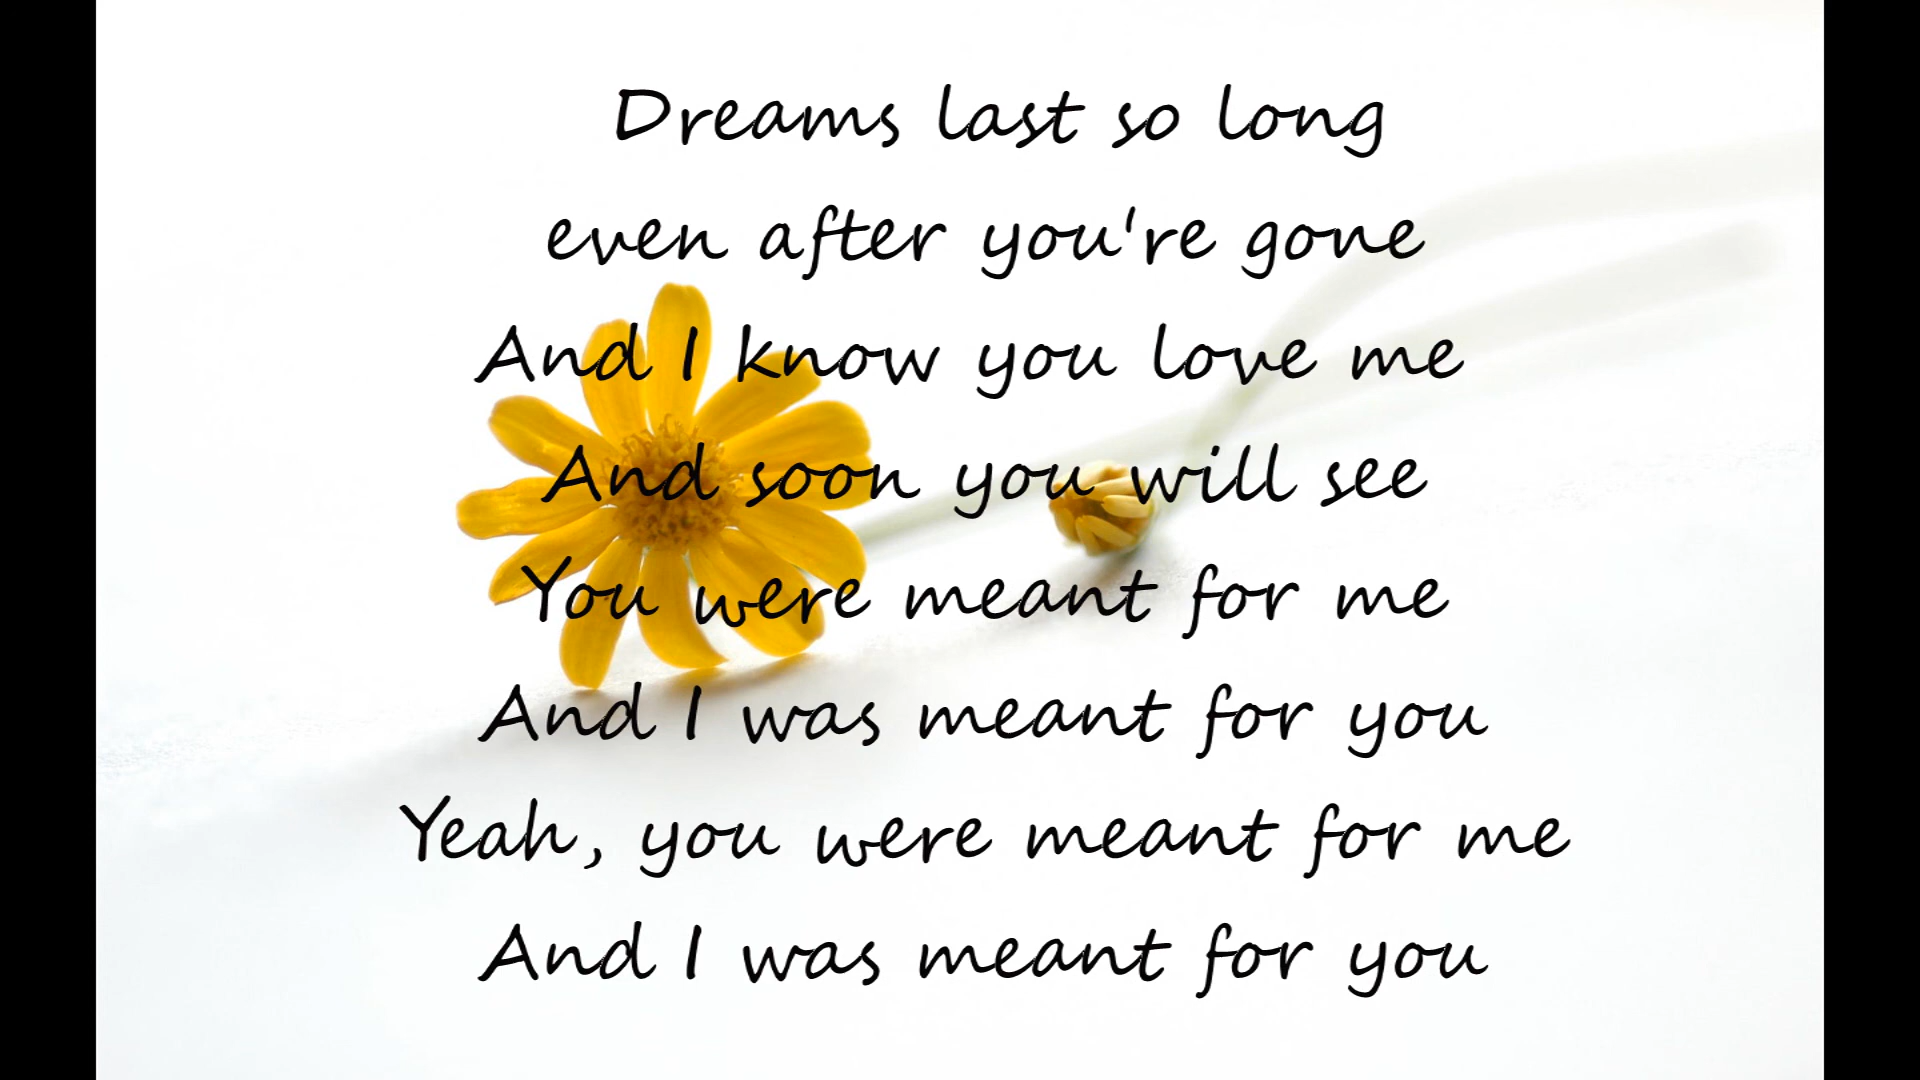 Dreams last so long
even after you're gone
And I know you love me
And soon you will see
You were meant for me
And I was meant for you
Yeah, you were meant for me
And I was meant for you